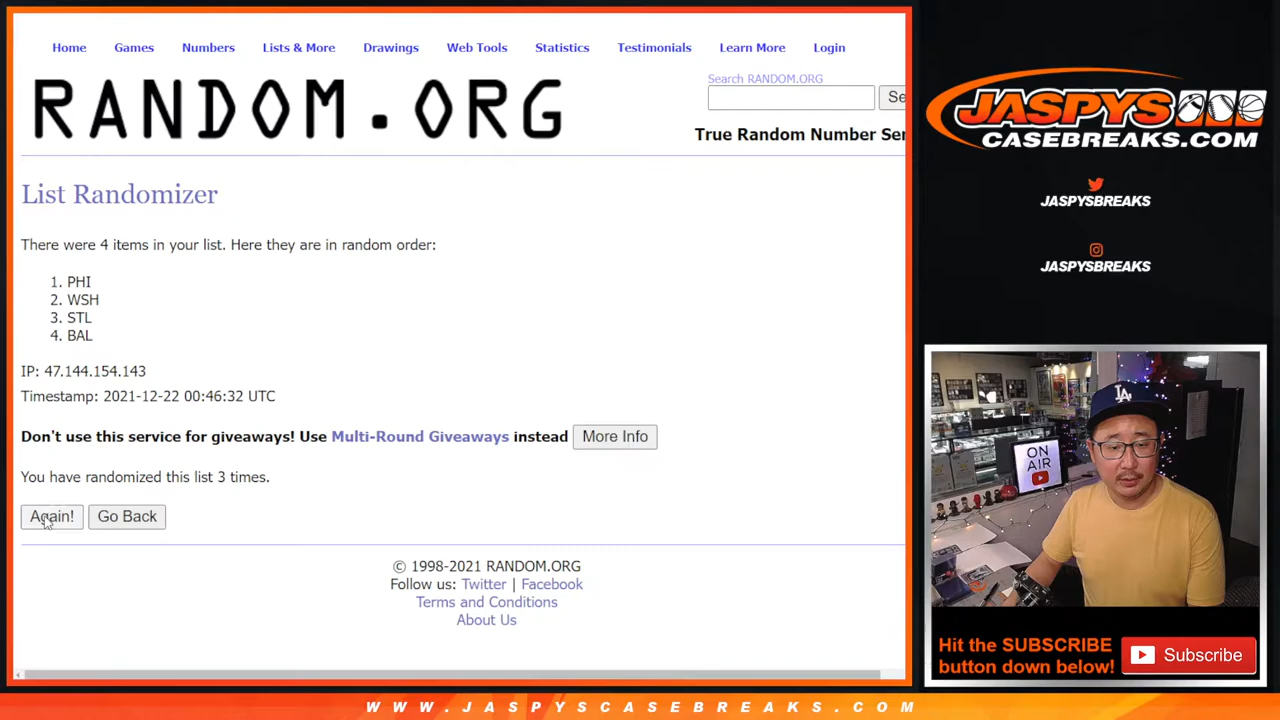 Home Games Numbers Lists & More Drawings Web Tools Statistics Testimonials Learn More Login
RANDOM.ORG
Search RANDOM.ORG
Se
True Random Number Ser
List Randomizer
There were 4 items in your list. Here they are in random order:
1. PHI
2. WSH
3. STL
4. BAL
IP: 47.144.154.143
Timestamp: 2021-12-22 00:46:32 UTC
Don't use this service for giveaways! Use Multi-Round Giveaways instead More Info
You have randomized this list 3 times.
Again! Go Back
© 1998-2021 RANDOM.ORG
Follow us: Twitter | Facebook
Terms and Conditions
About Us
JASPYS
CASEBREAKS.COM
JASPYSBREAKS
JASPYSBREAKS
LA
ON
AIR
Hit the SUBSCRIBE
button down below!
Subscribe
WWW.JASPYSCASEBREAKS.COM